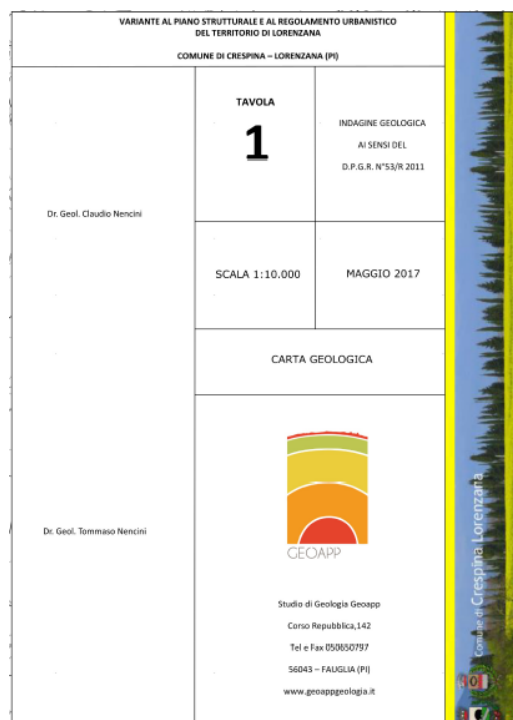 VARIANTE AL PIANO STRUTTURALE E AL REGOLAMENTO URBANISTICO
DEL TERRITORIO DI LORENZANA
COMUNE DI CRESPINA – LORENZANA (PI)
TAVOLA
1
INDAGINE GEOLOGICA
AI SENSI DEL
D.P.G.R. N°53/R 2011
Dr. Geol. Claudio Nencini
SCALA 1:10.000
MAGGIO 2017
CARTA GEOLOGICA
GEOAPP
Dr. Geol. Tommaso Nencini
Studio di Geologia Geoapp
Corso Repubblica,142
Tel e Fax 050650797
56043 – FAUGLIA (PI)
www.geoappgeologia.it
Comune di Crespina Lorenzana